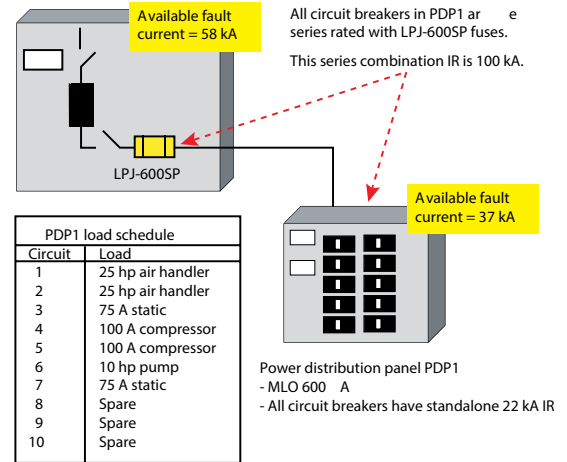 Available fault
current = 58 kA
All circuit breakers in PDP1 ar e
series rated with LPJ-600SP fuses.
This series combination IR is 100 kA.
LPJ-600SP
Available fault
current = 37 kA
PDP1 load schedule
Circuit Load
1 25 hp air handler
2 25 hp air handler
3 75 A static
4 100 A compressor
5 100 A compressor
6 10 hp pump
7 75 A static
8 Spare
9 Spare
10 Spare
Power distribution panel PDP1
- MLO 600 A
- All circuit breakers have standalone 22 kA IR